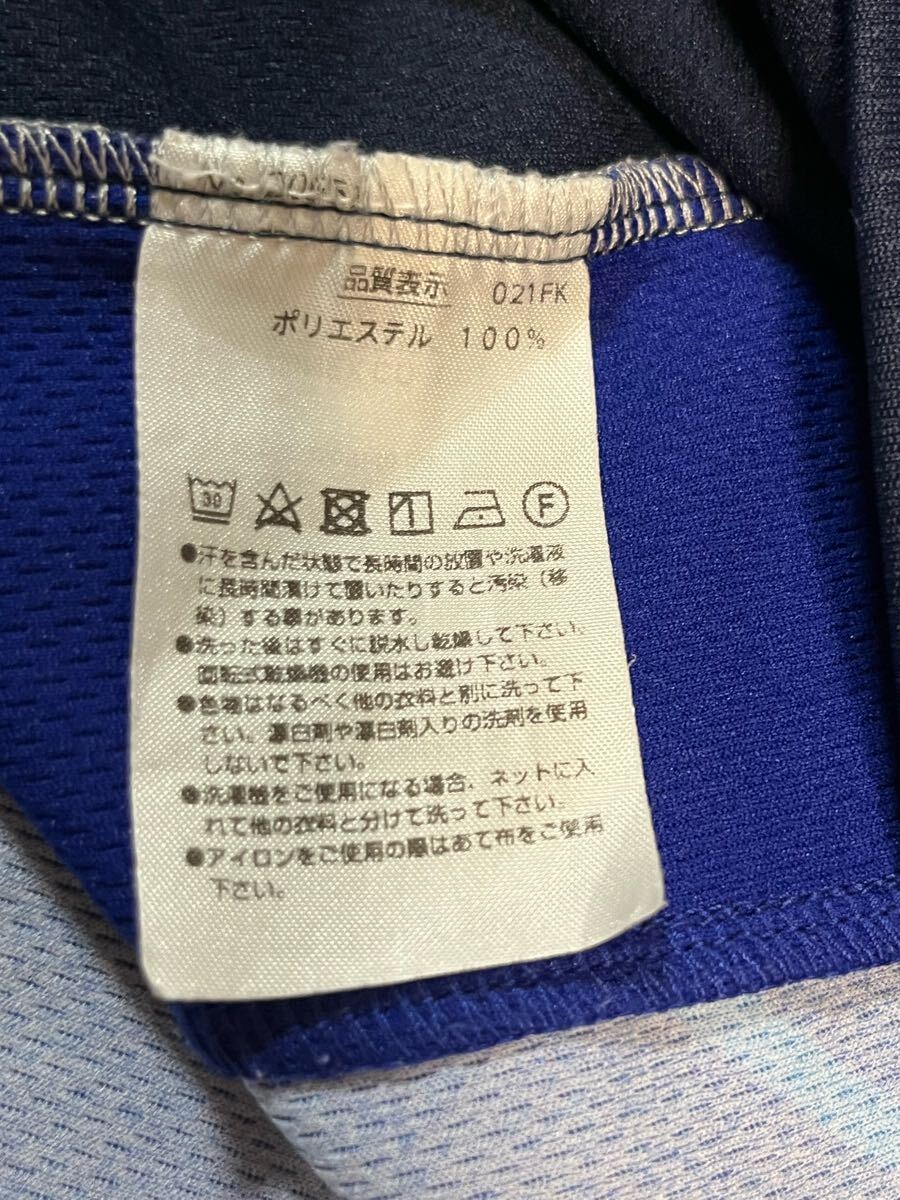 品質表示 021FK
ポリエステル 100%
30
F
●汗を含んだ状態で長時間の放置や洗濯液
に長時間漬けて置いたりすると汚染（移
染）する事があります。
●洗った後はすぐに脱水し乾燥して下さい。
回転式乾燥機の使用はお避け下さい。
●色物はなるべく他の衣料と別に洗って下
さい。漂白剤や漂白剤入りの洗剤を使用
しないで下さい。
●洗濯機をご使用になる場合、ネットに入
れて他の衣料と分けて洗って下さい。
●アイロンをご使用の際はあて布をご使用
下さい。